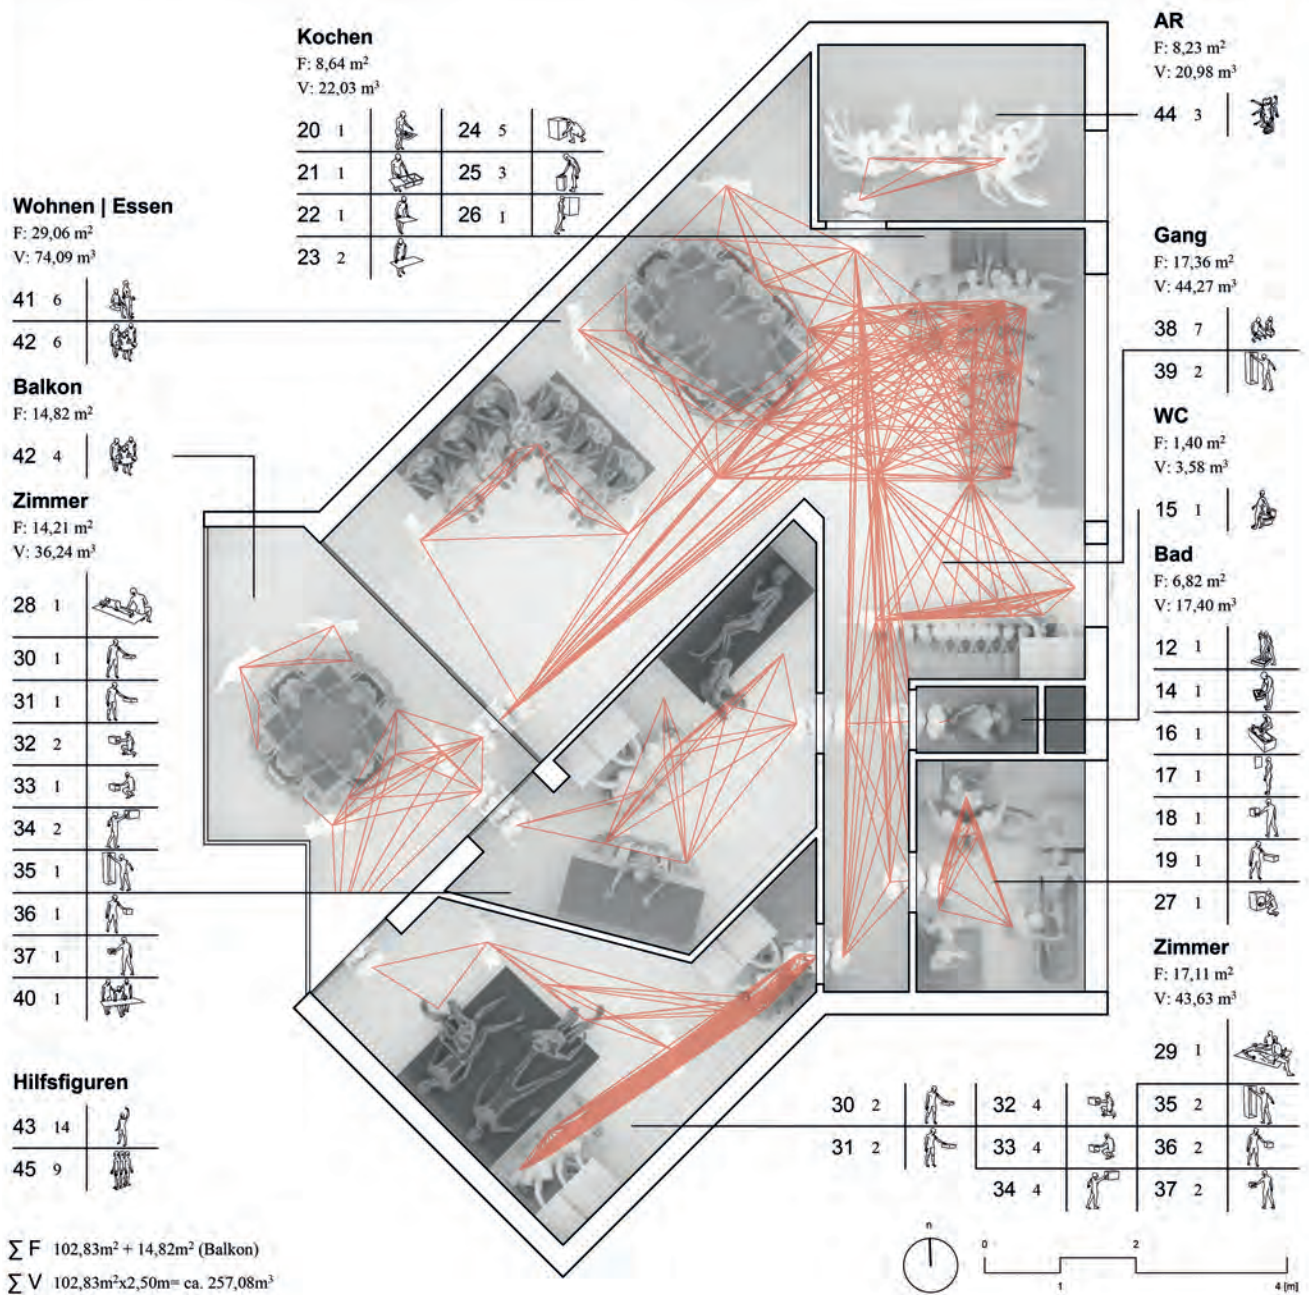 Kochen
F: 8,64 m²
V: 22,03 m³
20 1
24 5
21 1
25 3
22 1
26 1
23 2
Wohnen | Essen
F: 29,06 m²
V: 74,09 m³
41 6
42 6
Balkon
F: 14,82 m²
42 4
Zimmer
F: 14,21 m²
V: 36,24 m³
28 1
30 1
31 1
32 2
33 1
34 2
35 1
36 1
37 1
40 1
Hilfsfiguren
43 14
45 9
∑ F 102,83m² + 14,82m² (Balkon)
∑ V 102,83m²x2,50m= ca. 257,08m³
AR
F: 8,23 m²
V: 20,98 m³
44 3
Gang
F: 17,36 m²
V: 44,27 m³
38 7
39 2
WC
F: 1,40 m²
V: 3,58 m³
15 1
Bad
F: 6,82 m²
V: 17,40 m³
12 1
14 1
16 1
17 1
18 1
19 1
27 1
Zimmer
F: 17,11 m²
V: 43,63 m³
29 1
30 2
32 4
35 2
31 2
33 4
36 2
34 4
37 2
n
0
2
1
4 [m]